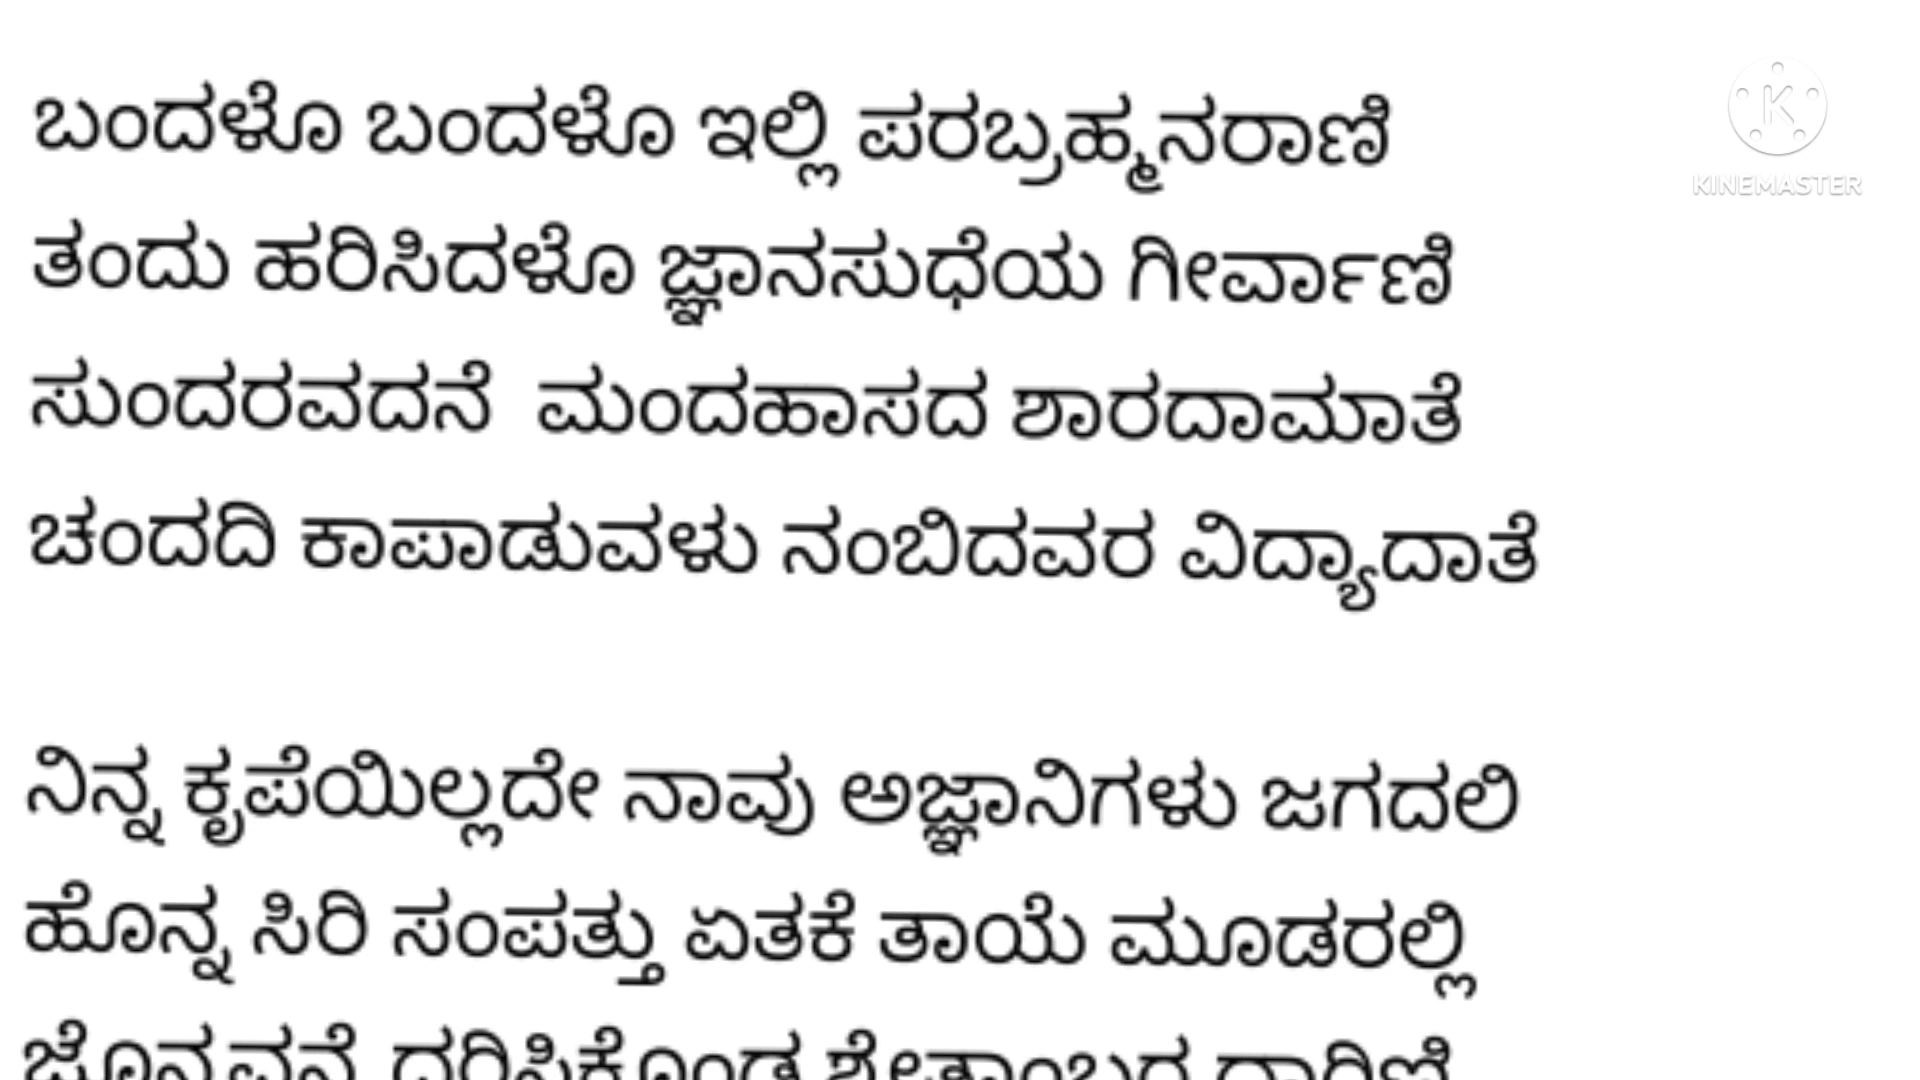 ಬಂದಳೊ ಬಂದಳೊ ಇಲ್ಲಿ ಪರಬ್ರಹ್ಮನರಾಣಿ
KINEMASTER
ತಂದು ಹರಿಸಿದಳೊ ಜ್ಞಾನಸುಧೆಯ ಗೀರ್ವಾಣಿ
ಸುಂದರವದನೆ ಮಂದಹಾಸದ ಶಾರದಾಮಾತೆ
ಚಂದದಿ ಕಾಪಾಡುವಳು ನಂಬಿದವರ ವಿದ್ಯಾದಾತೆ
ನಿನ್ನ ಕೃಪೆಯಿಲ್ಲದೇ ನಾವು ಅಜ್ಞಾನಿಗಳು ಜಗದಲಿ
ಹೊನ್ನ ಸಿರಿ ಸಂಪತ್ತು ಏತಕೆ ತಾಯೆ ಮೂಡರಲ್ಲಿ